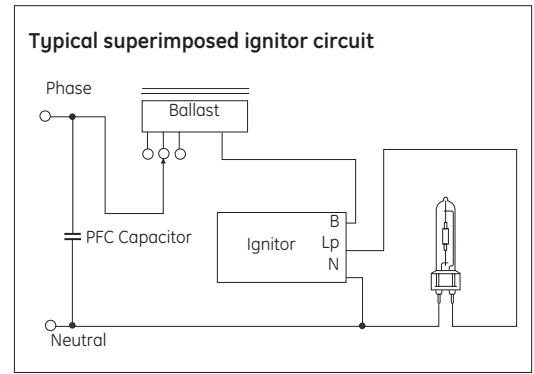 Typical superimposed ignitor circuit
Phase
Ballast
B
Ignitor
Lp
PFC Capacitor
N
Neutral